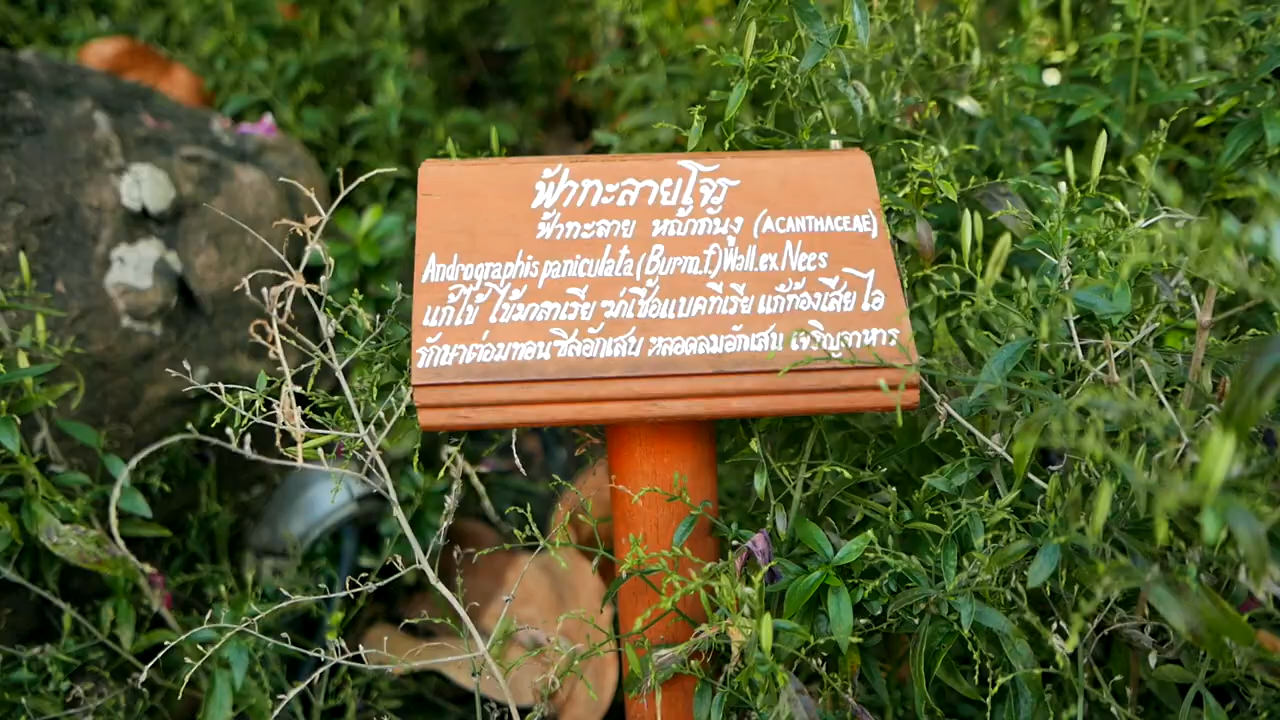 ฟ้าทะลายโจร
ฟ้าทะลาย หญ้ากันงู (ACANTHACEAE)
Andrographis paniculata (Burm.f.) Wall.ex Nees
แก้ไข้ ไข้มาลาเรีย ฆ่าเชื้อแบคทีเรีย แก้ท้องเสีย ไอ
รักษาต่อมทอนซิลอักเสบ หลอดลมอักเสบ เจริญอาหาร